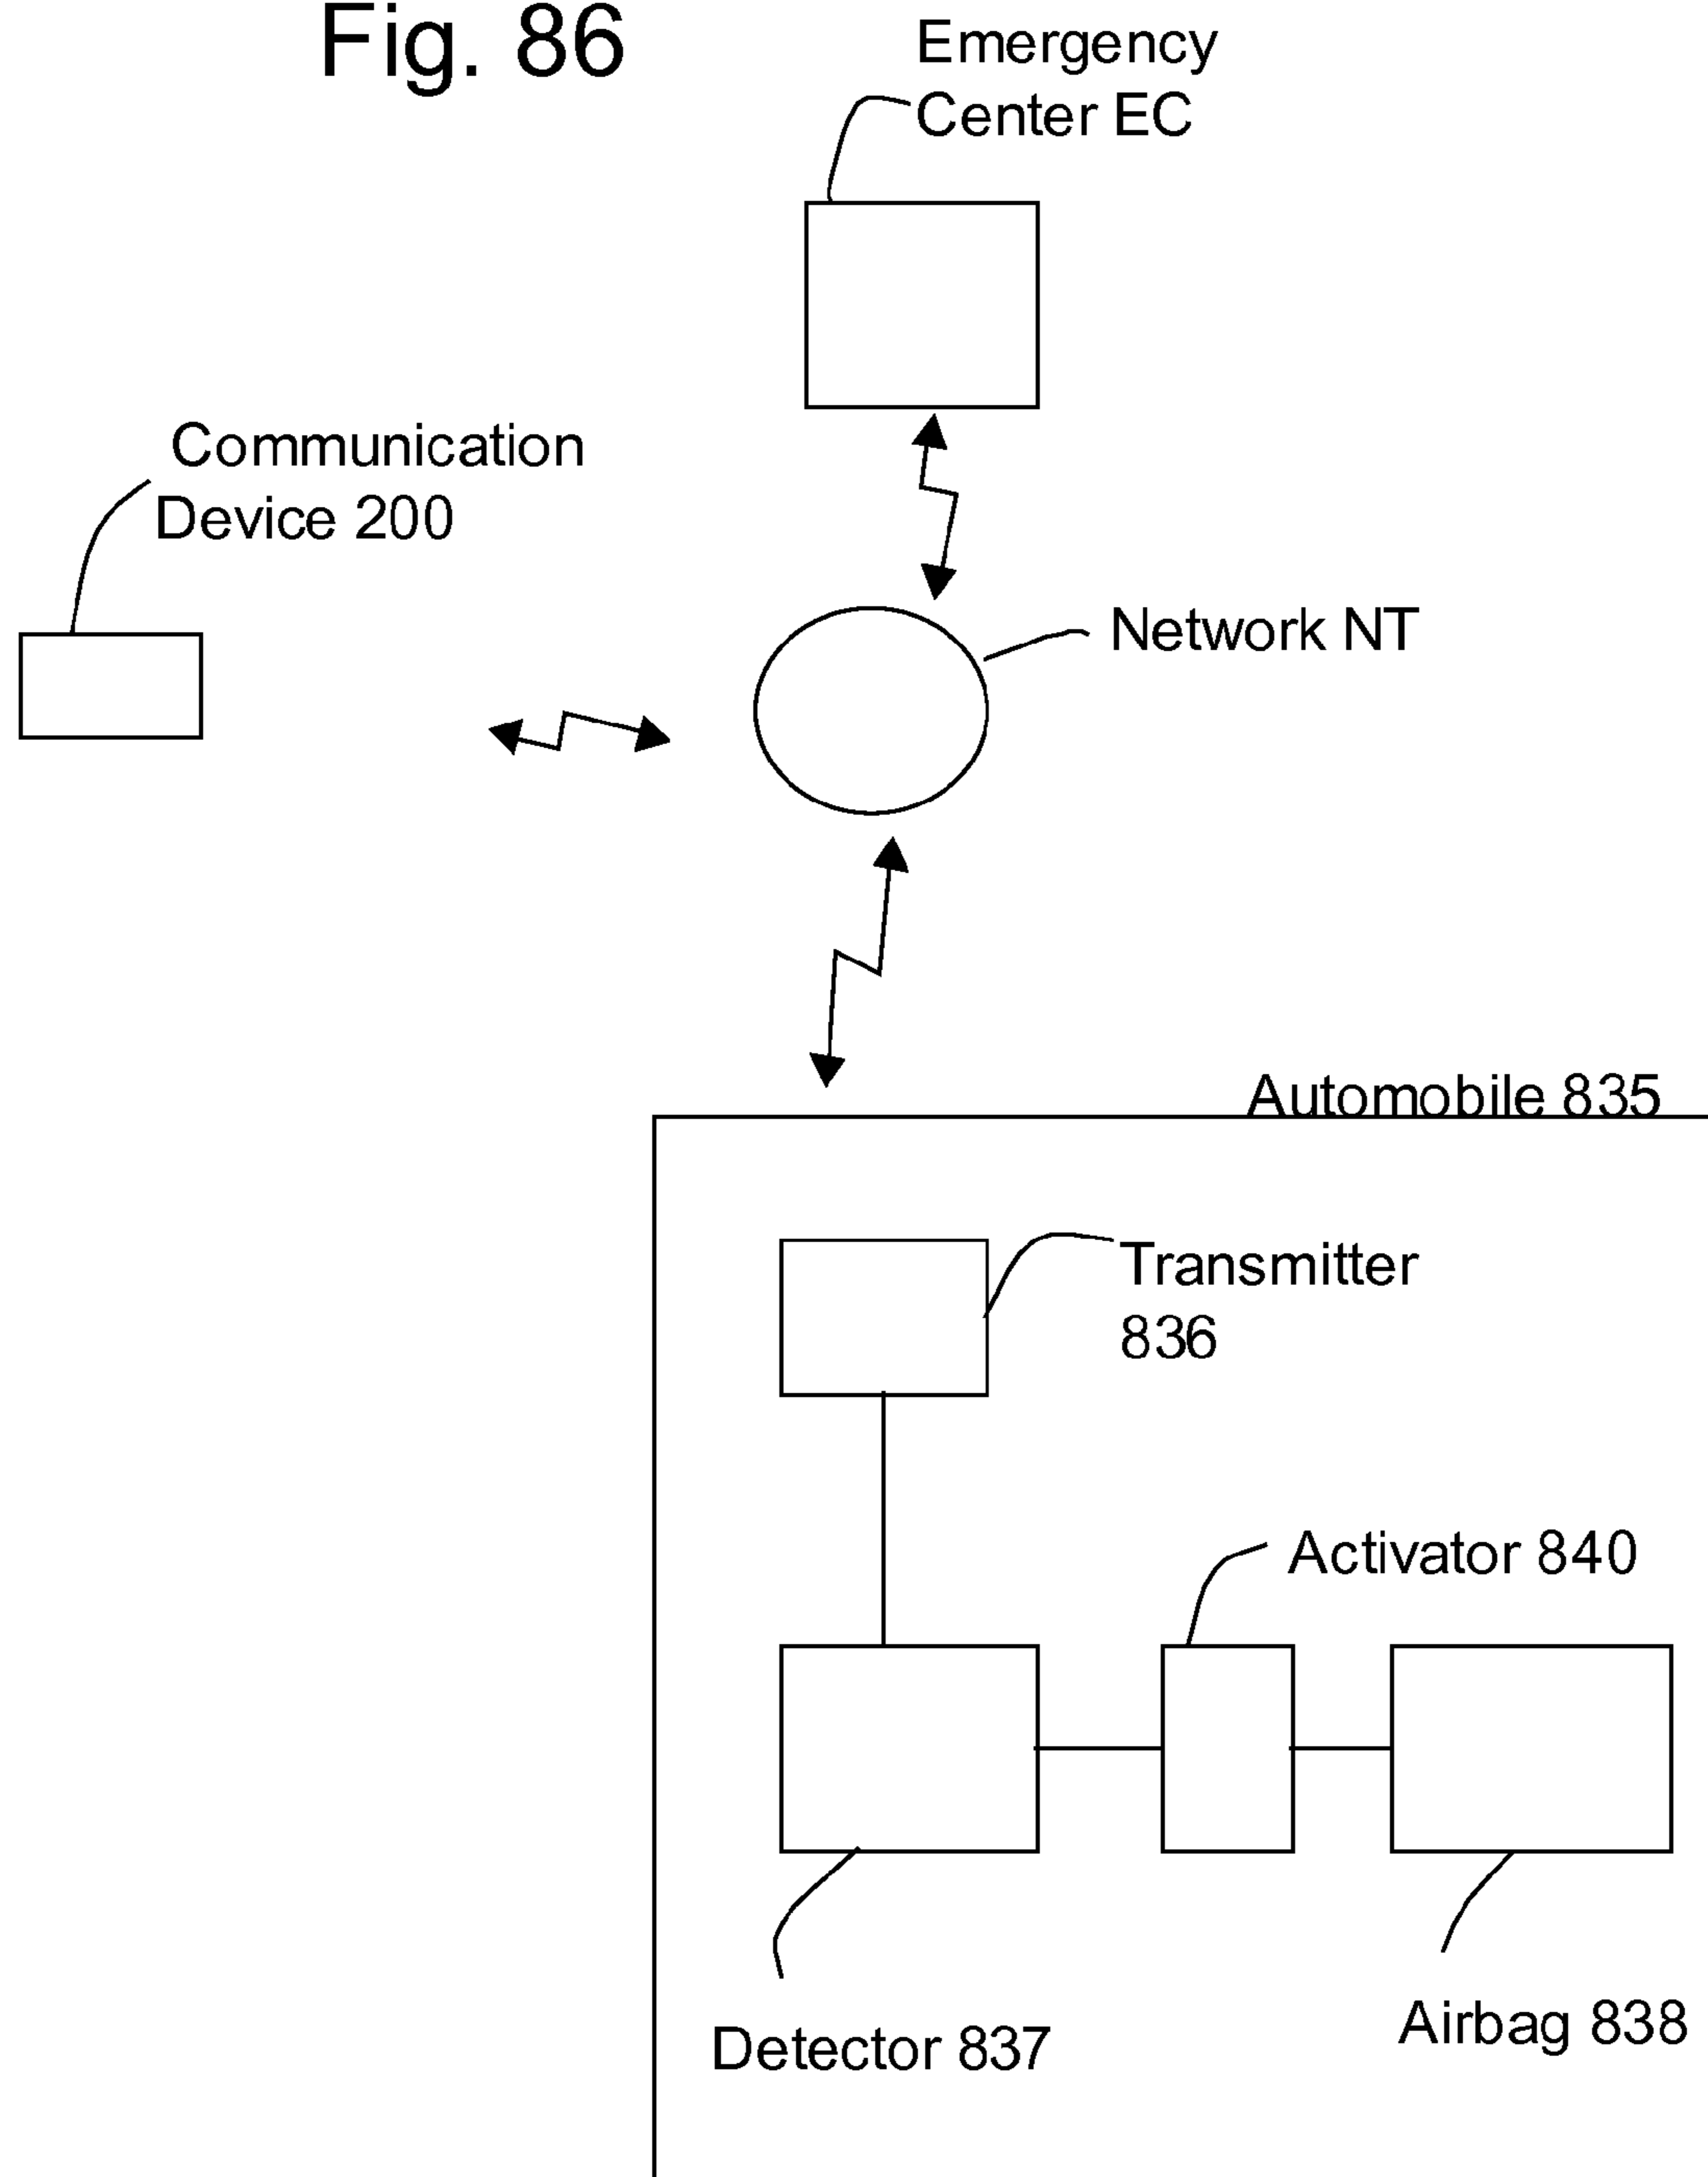 Fig. 86
Emergency
Center EC
Communication
Device 200
Network NT
Automobile 835
Transmitter
836
Activator 840
Airbag 838
Detector 837